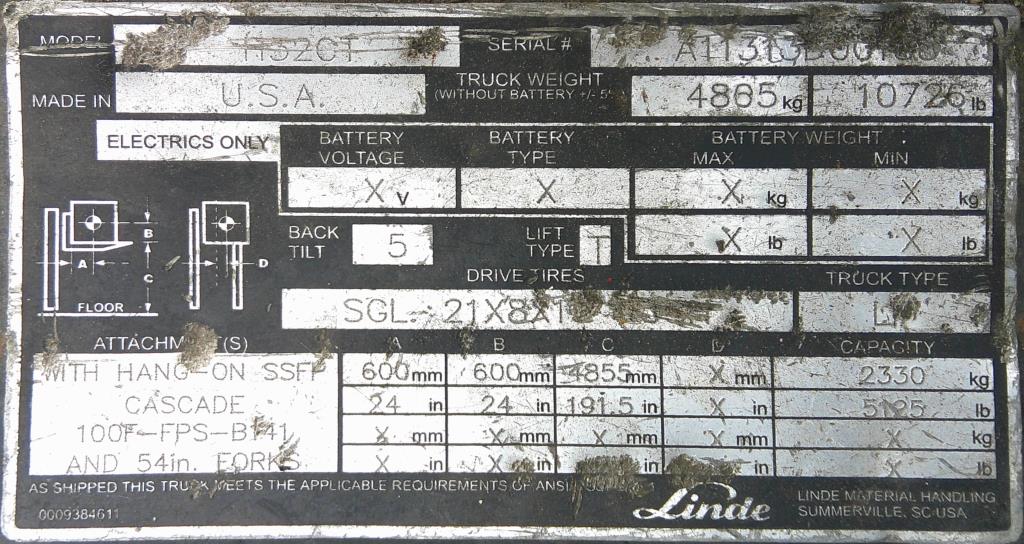 MODEL H52CT SERIAL #
MADE IN U.S.A. TRUCK WEIGHT
(WITHOUT BATTERY +/- 5% 4865 kg 10726 lb
ELECTRICS ONLY BATTERY VOLTAGE BATTERY TYPE BATTERY WEIGHT
MAX MIN
X V X X kg X kg
BACK TILT 5 LIFT TYPE T X lb X lb
A B C D
FLOOR
DRIVE TIRES TRUCK TYPE
SGL. 21X8X1
ATTACHMENT(S) A B C D CAPACITY
WITH HANG-ON SSFP 600 mm 600 mm 4855 mm X mm 2330 kg
CASCADE 24 in 24 in 191.5 in X in 5125 lb
100F-FPS-B141 X mm X mm X mm X mm X kg
AND 54in. FORKS X in X in X in X in X lb
AS SHIPPED THIS TRUCK MEETS THE APPLICABLE REQUIREMENTS OF ANSI
0009384611 Linde LINDE MATERIAL HANDLING
SUMMERVILLE, SC USA